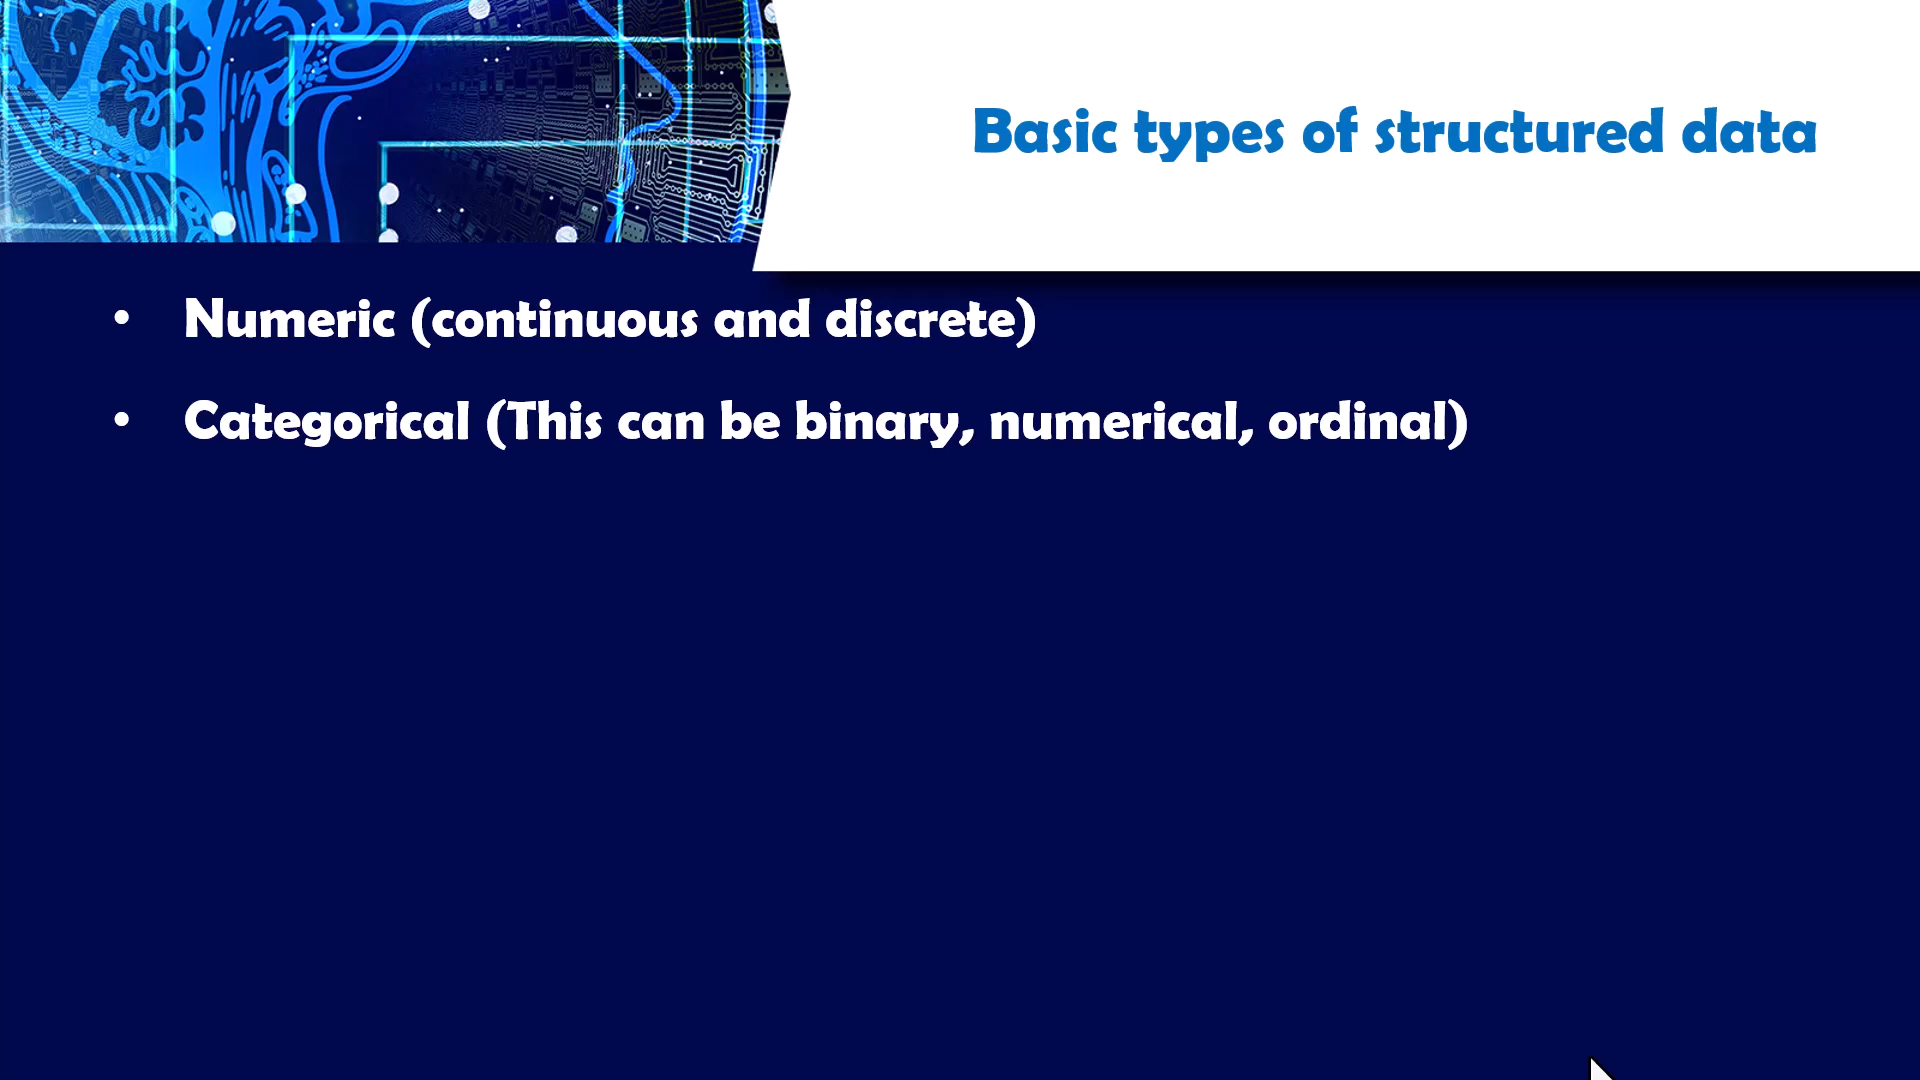 Basic types of structured data
• Numeric (continuous and discrete)
• Categorical (This can be binary, numerical, ordinal)